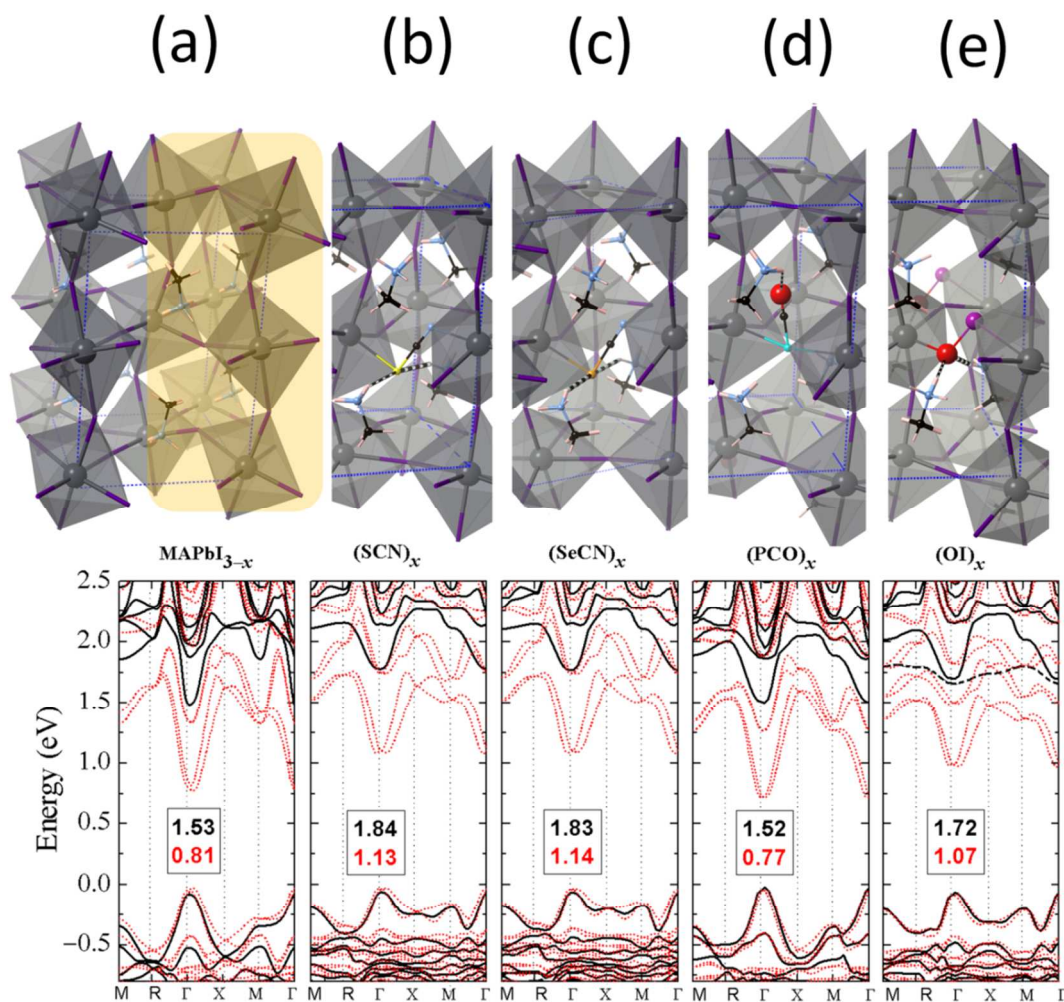 (a) (b) (c) (d) (e)
MAPbI3–x (SCN)x (SeCN)x (PCO)x (OI)x
Energy (eV)
2.5
2.0
1.5
1.0
0.5
0.0
–0.5
1.53 1.84 1.83 1.52 1.72
0.81 1.13 1.14 0.77 1.07
M R Γ X M Γ M R Γ X M Γ M R Γ X M Γ M R Γ X M Γ M R Γ X M Γ